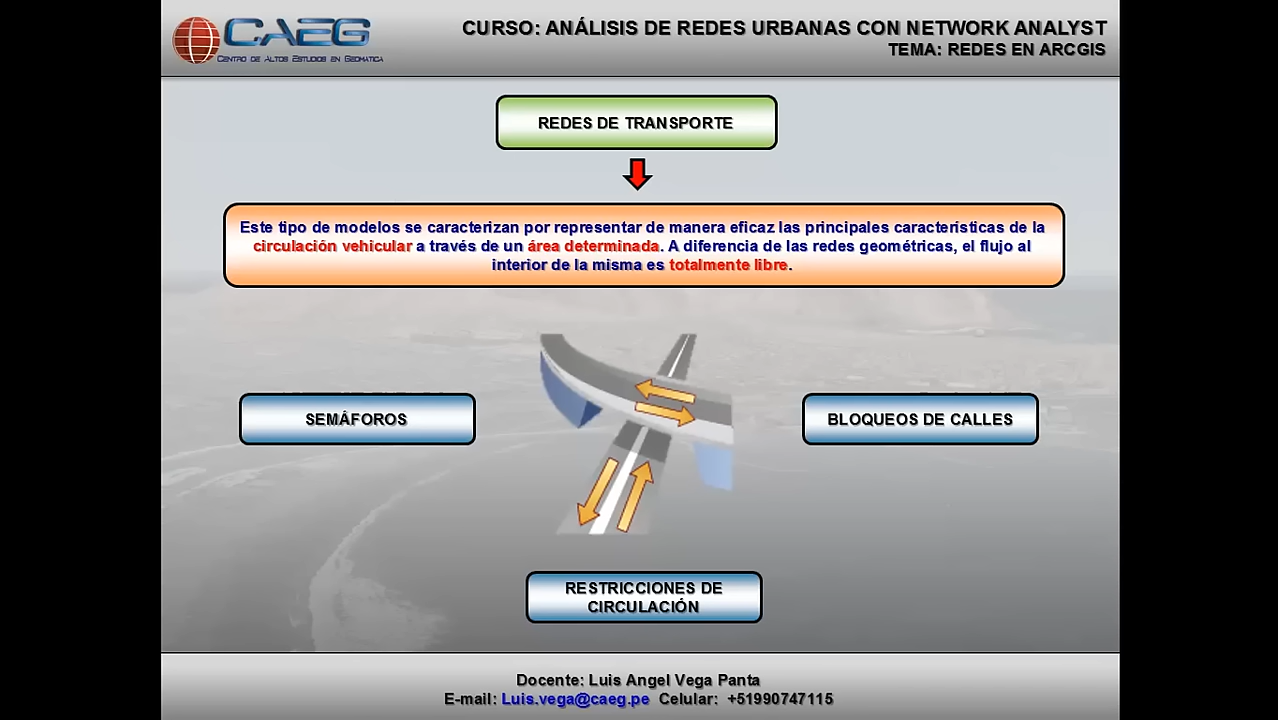 CAEG
CENTRO DE ALTOS ESTUDIOS EN GEOMATICA
CURSO: ANÁLISIS DE REDES URBANAS CON NETWORK ANALYST
TEMA: REDES EN ARCGIS
REDES DE TRANSPORTE
Este tipo de modelos se caracterizan por representar de manera eficaz las principales características de la
circulación vehicular a través de un área determinada. A diferencia de las redes geométricas, el flujo al
interior de la misma es totalmente libre.
SEMÁFOROS
BLOQUEOS DE CALLES
RESTRICCIONES DE
CIRCULACIÓN
Docente: Luis Angel Vega Panta
E-mail: Luis.vega@caeg.pe Celular: +51990747115